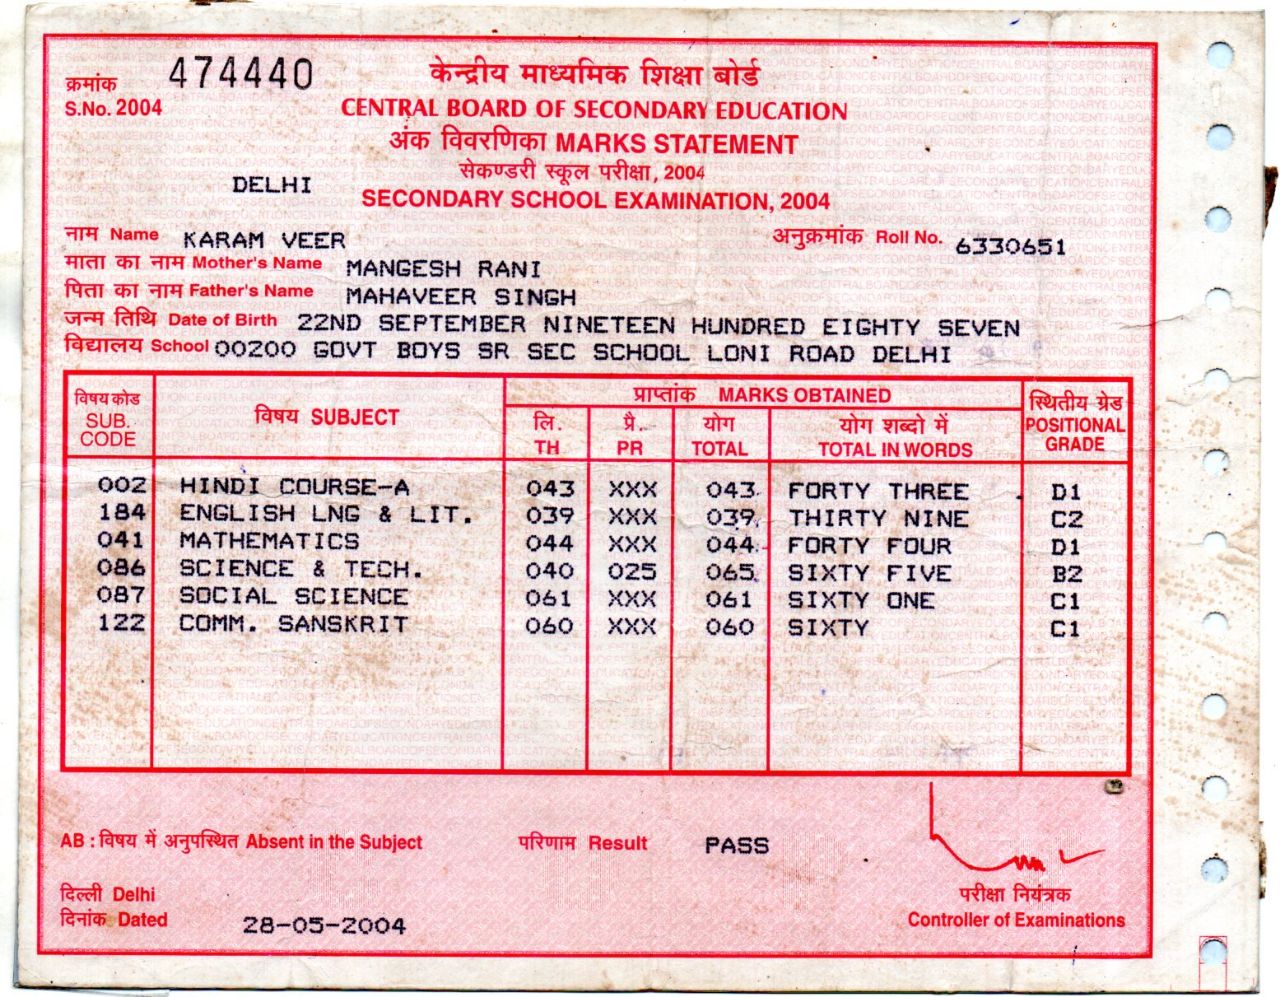 क्रमांक 474440
S.No. 2004
केन्द्रीय माध्यमिक शिक्षा बोर्ड
CENTRAL BOARD OF SECONDARY EDUCATION
अंक विवरणिका MARKS STATEMENT
सेकण्डरी स्कूल परीक्षा, 2004
DELHI
SECONDARY SCHOOL EXAMINATION, 2004
नाम Name KARAM VEER अनुक्रमांक Roll No. 6330651
माता का नाम Mother's Name MANGESH RANI
पिता का नाम Father's Name MAHAVEER SINGH
जन्म तिथि Date of Birth 22ND SEPTEMBER NINETEEN HUNDRED EIGHTY SEVEN
विद्यालय School 00200 GOVT BOYS SR SEC SCHOOL LONI ROAD DELHI
विषय कोड SUB. CODE विषय SUBJECT प्राप्तांक MARKS OBTAINED स्थितीय ग्रेड POSITIONAL GRADE
लि. TH प्रै. PR योग TOTAL योग शब्दो में TOTAL IN WORDS
002 HINDI COURSE-A 043 XXX 043 FORTY THREE D1
184 ENGLISH LNG & LIT. 039 XXX 039 THIRTY NINE C2
041 MATHEMATICS 044 XXX 044 FORTY FOUR D1
086 SCIENCE & TECH. 040 025 065 SIXTY FIVE B2
087 SOCIAL SCIENCE 061 XXX 061 SIXTY ONE C1
122 COMM. SANSKRIT 060 XXX 060 SIXTY C1
AB : विषय में अनुपस्थित Absent in the Subject परिणाम Result PASS
दिल्ली Delhi
दिनांक Dated 28-05-2004
परीक्षा नियंत्रक
Controller of Examinations